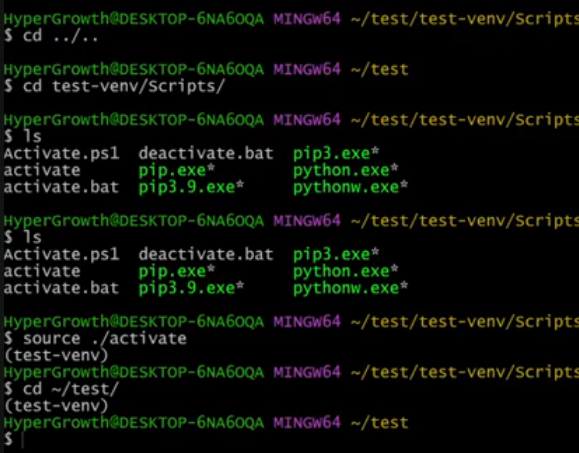 HyperGrowth@DESKTOP-6NA6OQA MINGW64 ~/test/test-venv/Scripts
$ cd ../..
HyperGrowth@DESKTOP-6NA6OQA MINGW64 ~/test
$ cd test-venv/Scripts/
HyperGrowth@DESKTOP-6NA6OQA MINGW64 ~/test/test-venv/Scripts
$ ls
Activate.ps1  deactivate.bat  pip3.exe*
activate      pip.exe*        python.exe*
activate.bat  pip3.9.exe*     pythonw.exe*
HyperGrowth@DESKTOP-6NA6OQA MINGW64 ~/test/test-venv/Scripts
$ ls
Activate.ps1  deactivate.bat  pip3.exe*
activate      pip.exe*        python.exe*
activate.bat  pip3.9.exe*     pythonw.exe*
HyperGrowth@DESKTOP-6NA6OQA MINGW64 ~/test/test-venv/Scripts
$ source ./activate
(test-venv)
HyperGrowth@DESKTOP-6NA6OQA MINGW64 ~/test/test-venv/Scripts
$ cd ~/test/
(test-venv)
HyperGrowth@DESKTOP-6NA6OQA MINGW64 ~/test
$